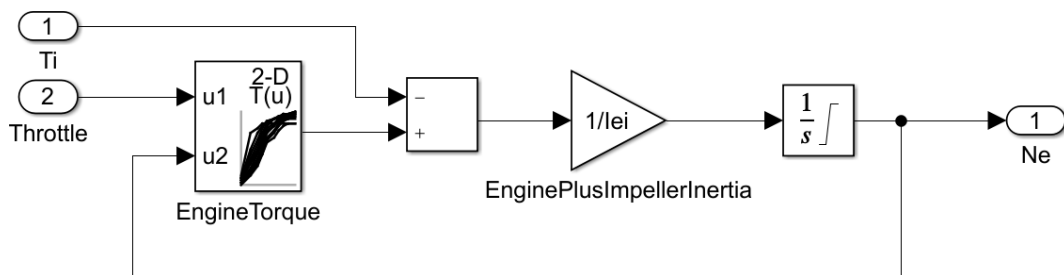 1
Ti
2
Throttle
2-D
T(u)
u1
u2
EngineTorque
−
+
1/Iei
EnginePlusImpellerInertia
1
s
1
Ne